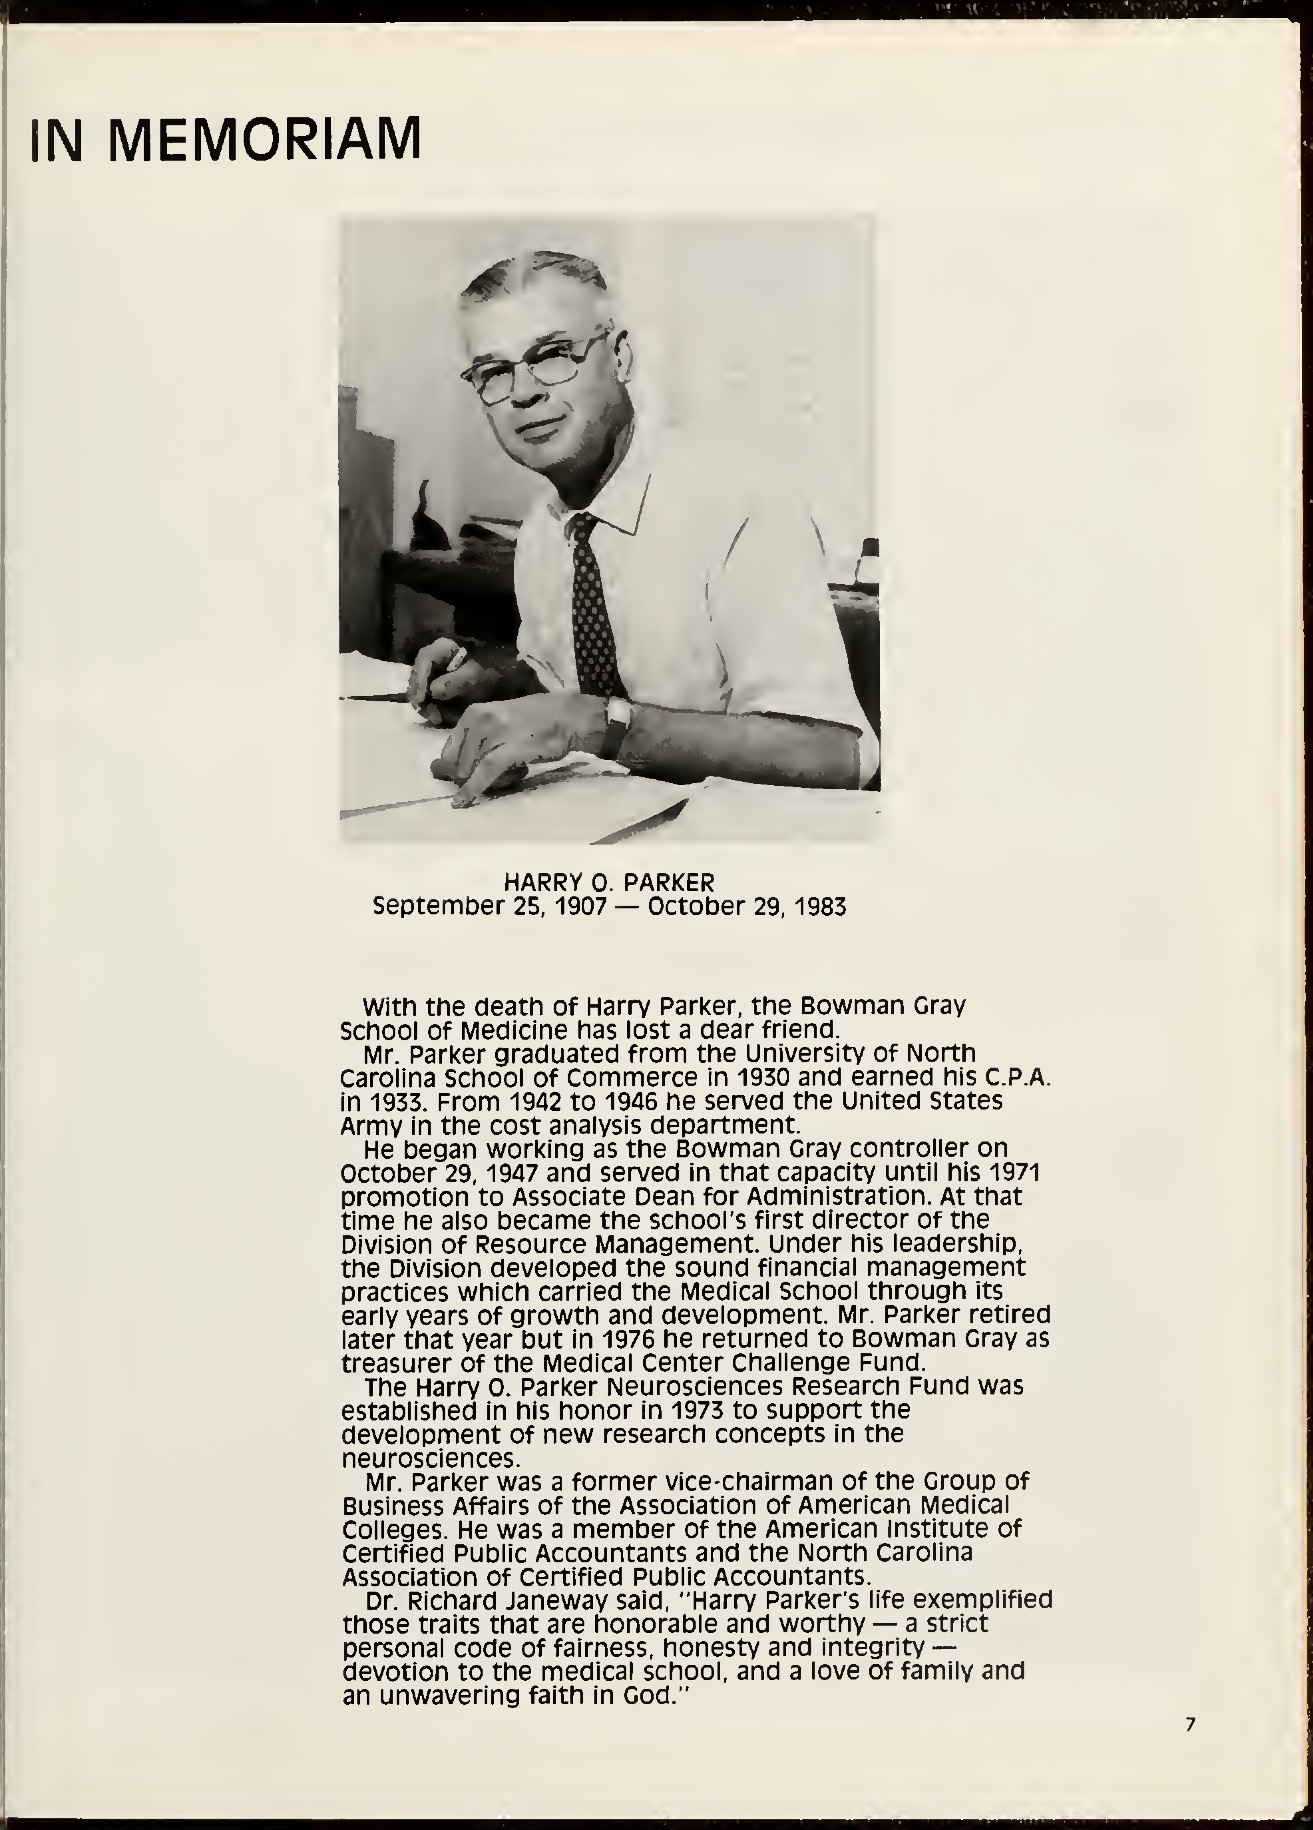 IN MEMORIAM
HARRY O. PARKER
September 25, 1907 — October 29, 1983
With the death of Harry Parker, the Bowman Gray
School of Medicine has lost a dear friend.
Mr. Parker graduated from the University of North
Carolina School of Commerce in 1930 and earned his C.P.A.
in 1933. From 1942 to 1946 he served the United States
Army in the cost analysis department.
He began working as the Bowman Gray controller on
October 29, 1947 and served in that capacity until his 1971
promotion to Associate Dean for Administration. At that
time he also became the school's first director of the
Division of Resource Management. Under his leadership,
the Division developed the sound financial management
practices which carried the Medical School through its
early years of growth and development. Mr. Parker retired
later that year but in 1976 he returned to Bowman Gray as
treasurer of the Medical Center Challenge Fund.
The Harry O. Parker Neurosciences Research Fund was
established in his honor in 1973 to support the
development of new research concepts in the
neurosciences.
Mr. Parker was a former vice-chairman of the Group of
Business Affairs of the Association of American Medical
Colleges. He was a member of the American Institute of
Certified Public Accountants and the North Carolina
Association of Certified Public Accountants.
Dr. Richard Janeway said, "Harry Parker's life exemplified
those traits that are honorable and worthy — a strict
personal code of fairness, honesty and integrity —
devotion to the medical school, and a love of family and
an unwavering faith in God."
7